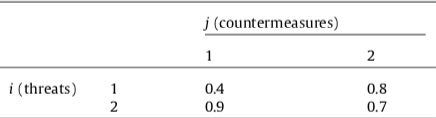 j (countermeasures)
1 2
i (threats) 1 0.4 0.8
2 0.9 0.7